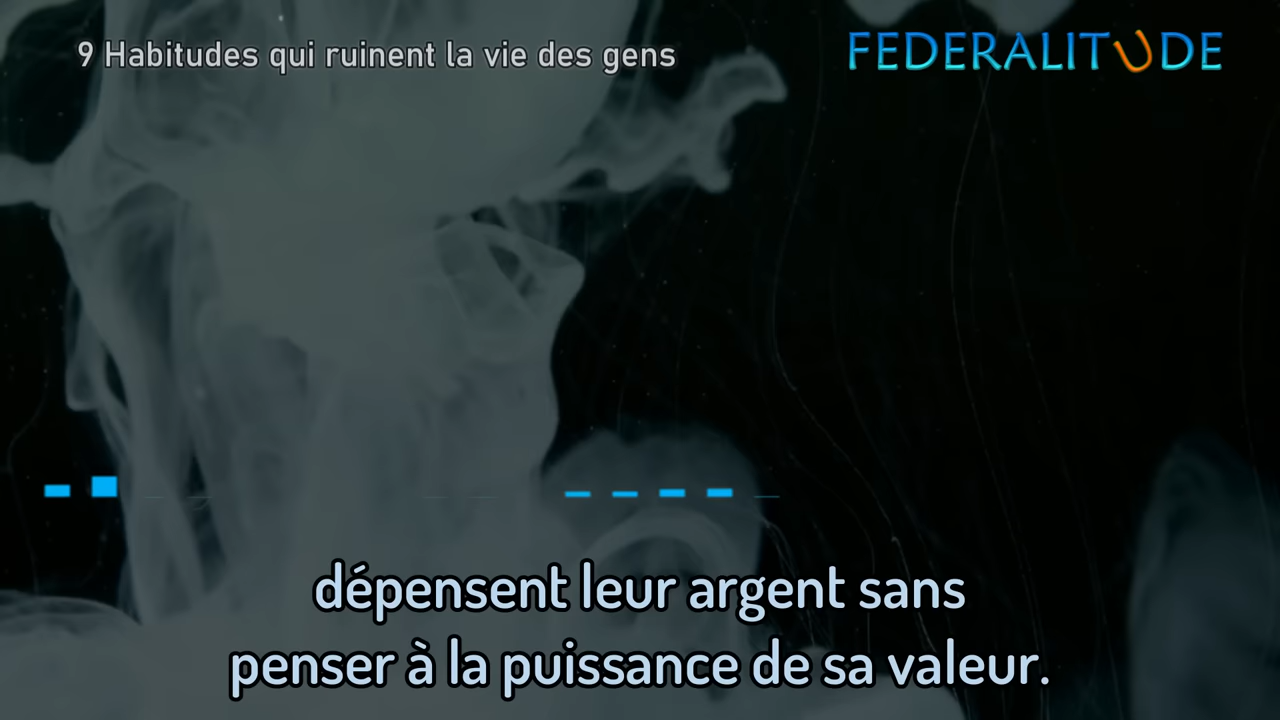 9 Habitudes qui ruinent la vie des gens
FEDERALITUDE
dépensent leur argent sans
penser à la puissance de sa valeur.